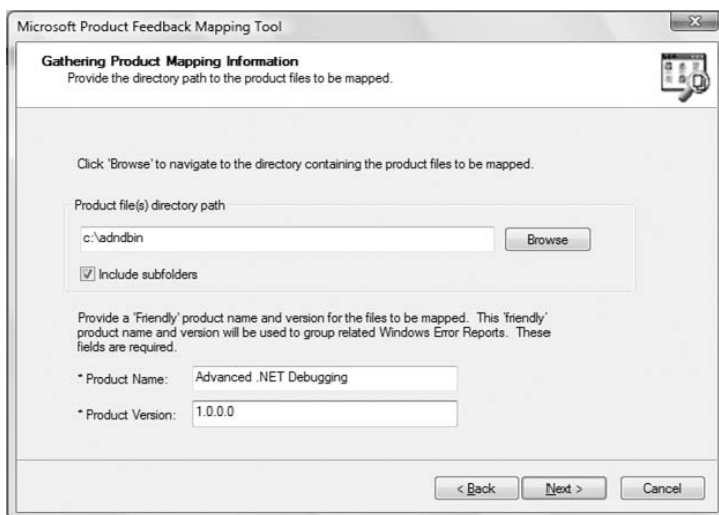 Microsoft Product Feedback Mapping Tool
Gathering Product Mapping Information
Provide the directory path to the product files to be mapped.
Click 'Browse' to navigate to the directory containing the product files to be mapped.
Product file(s) directory path
c:\adndbin
Browse
Include subfolders
Provide a 'Friendly' product name and version for the files to be mapped. This 'friendly'
product name and version will be used to group related Windows Error Reports. These
fields are required.
* Product Name:
Advanced .NET Debugging
* Product Version:
1.0.0.0
< Back
Next >
Cancel